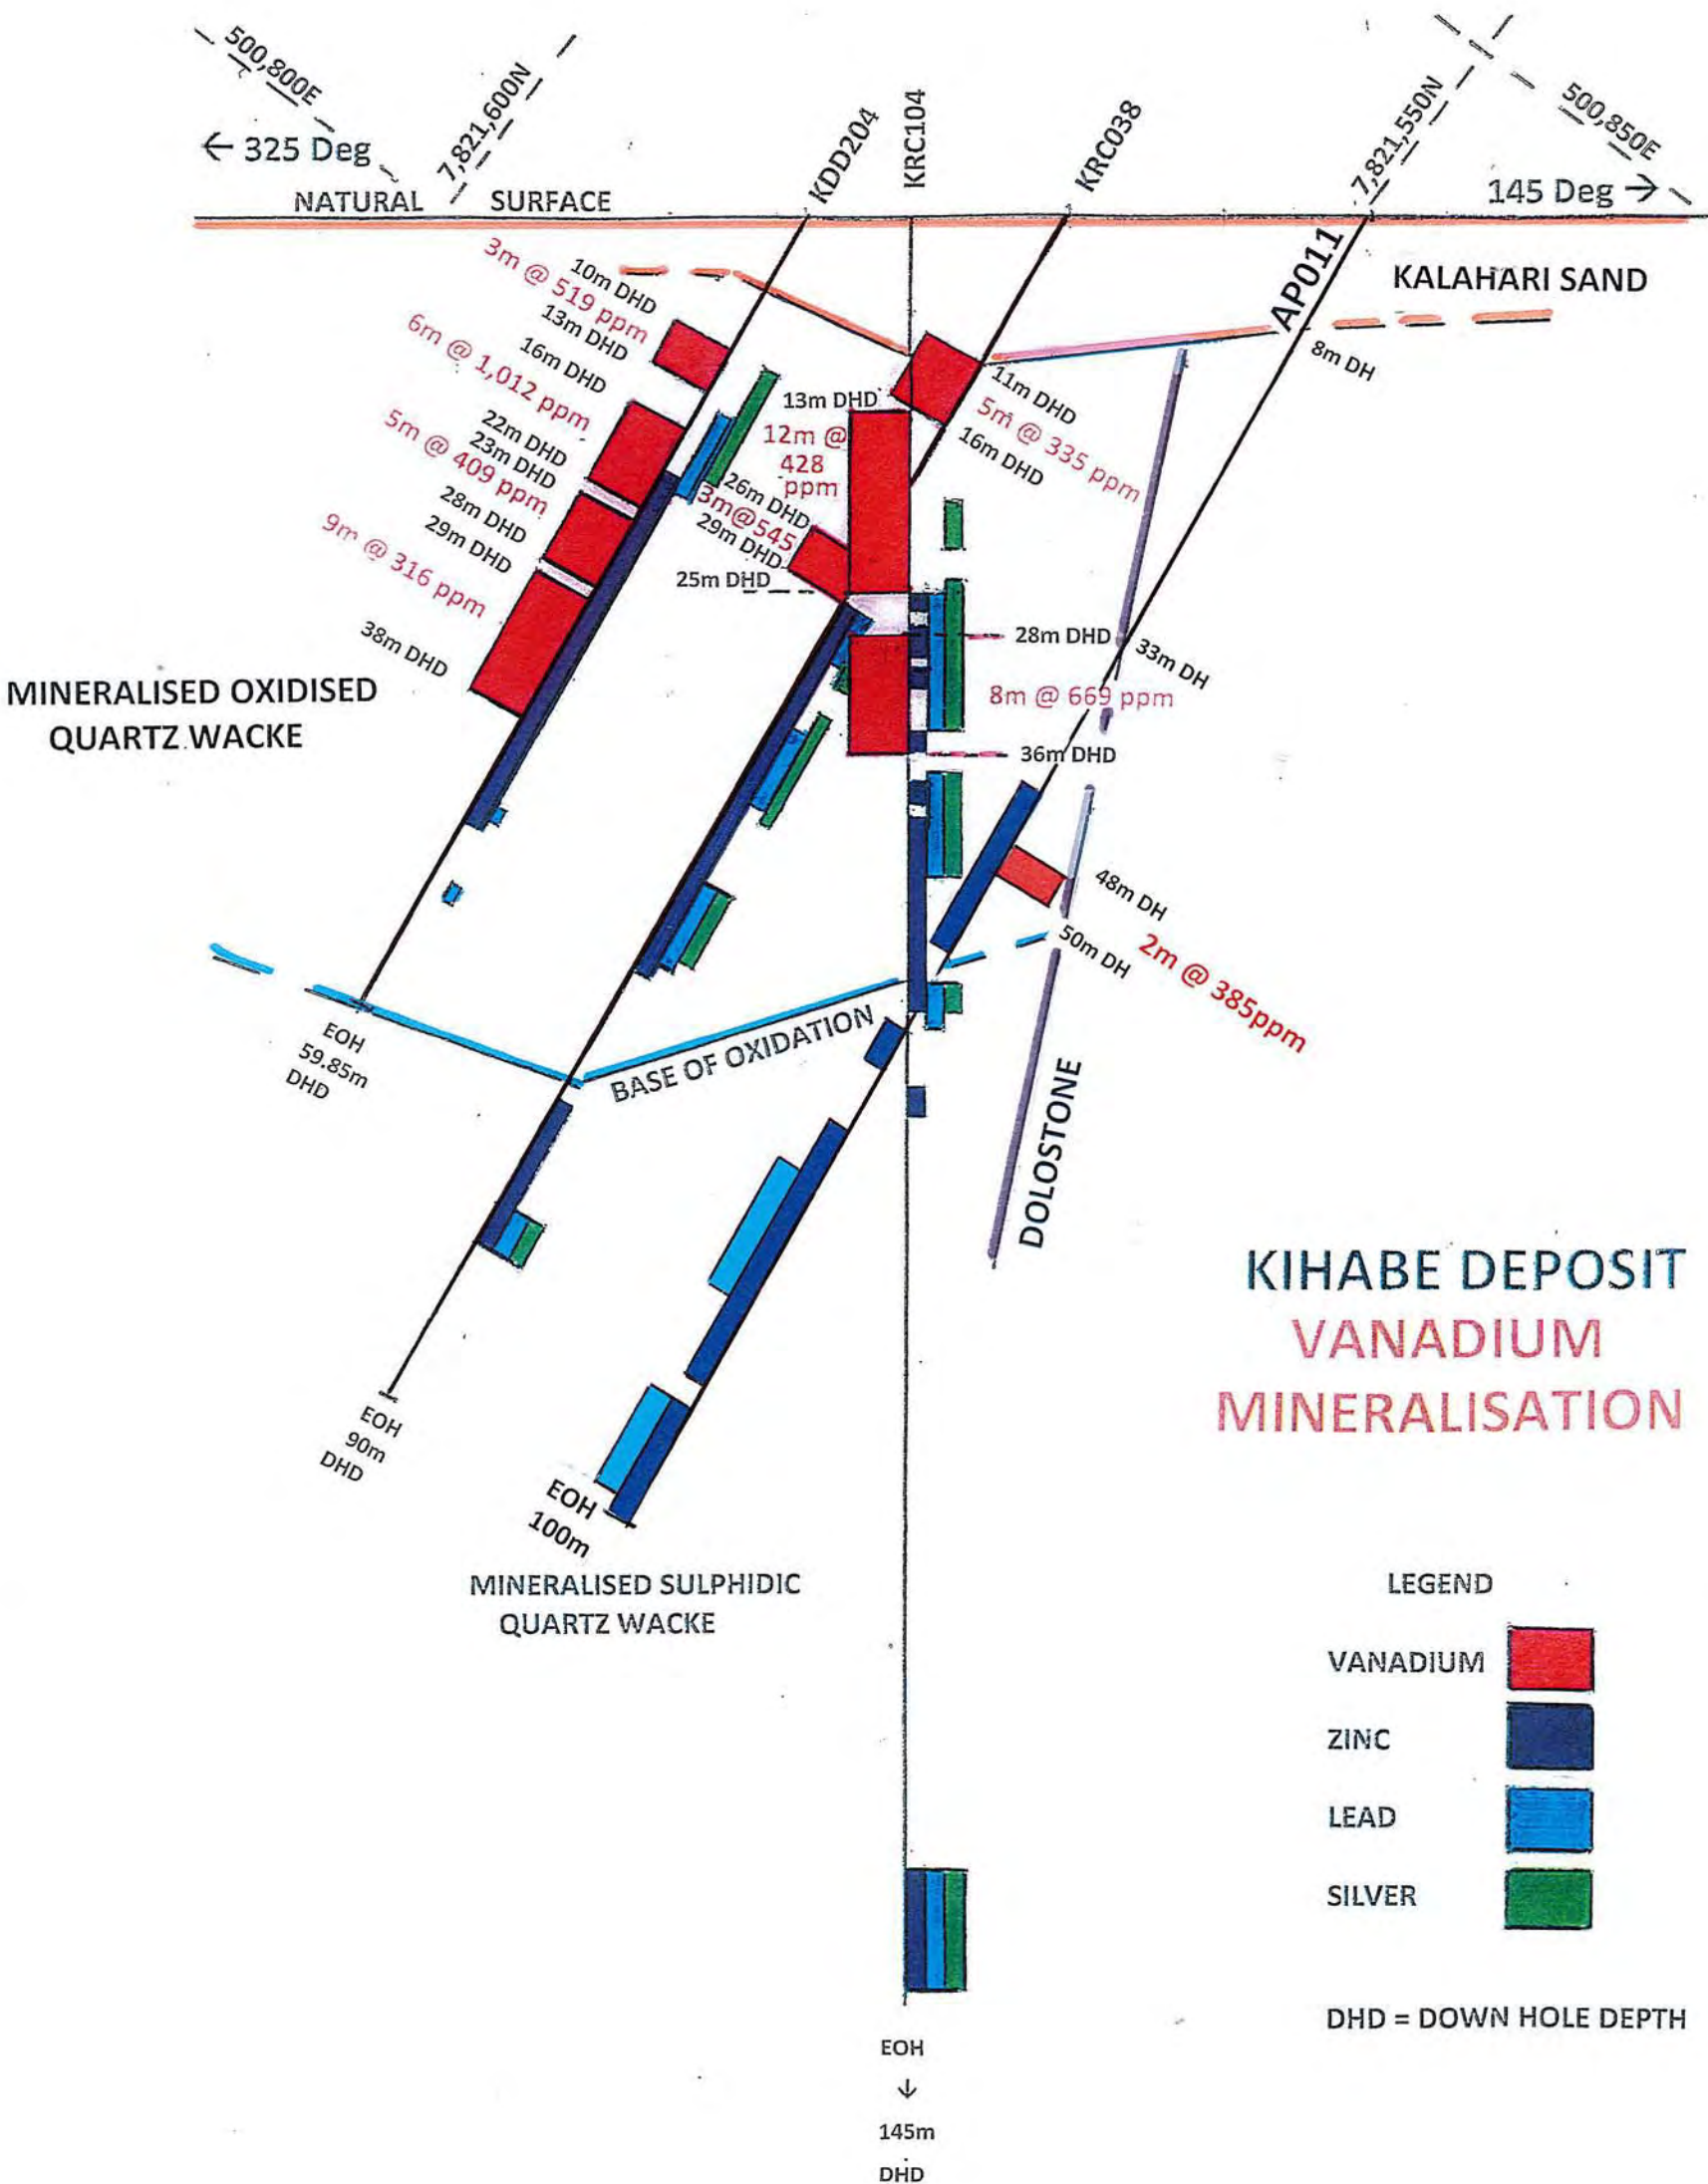 500,800E
7,821,600N
KDD204
KRC104
KRC038
7,821,550N
500,850E
← 325 Deg
145 Deg →
NATURAL SURFACE
AP011
KALAHARI SAND
10m DHD
3m @ 519 ppm
13m DHD
6m @ 1,012 ppm
16m DHD
22m DHD
5m @ 409 ppm
23m DHD
28m DHD
9m @ 316 ppm
29m DHD
38m DHD
13m DHD
12m @
428
ppm
26m DHD
3m@545
29m DHD
25m DHD
11m DHD
5m @ 335 ppm
16m DHD
8m DH
28m DHD
33m DH
8m @ 669 ppm
36m DHD
48m DH
50m DH
2m @ 385ppm
MINERALISED OXIDISED
QUARTZ WACKE
EOH
59.85m
DHD
BASE OF OXIDATION
DOLOSTONE
EOH
90m
DHD
EOH
100m
MINERALISED SULPHIDIC
QUARTZ WACKE
KIHABE DEPOSIT
VANADIUM
MINERALISATION
LEGEND
VANADIUM
ZINC
LEAD
SILVER
DHD = DOWN HOLE DEPTH
EOH
↓
145m
DHD